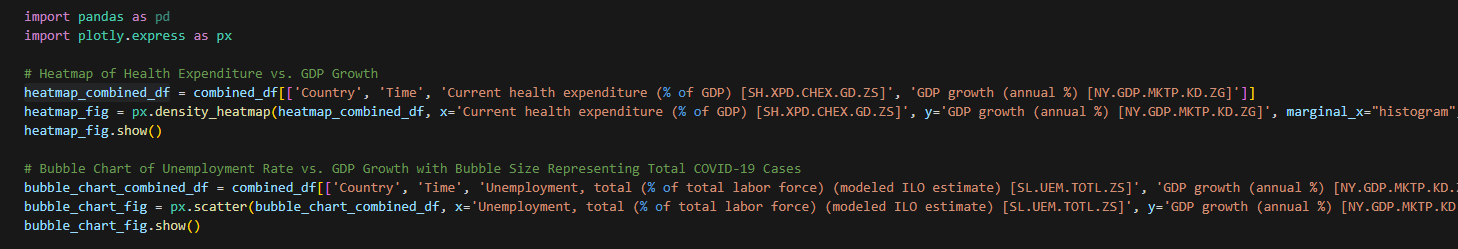 import pandas as pd
import plotly.express as px
# Heatmap of Health Expenditure vs. GDP Growth
heatmap_combined_df = combined_df[['Country', 'Time', 'Current health expenditure (% of GDP) [SH.XPD.CHEX.GD.ZS]', 'GDP growth (annual %) [NY.GDP.MKTP.KD.ZG]']]
heatmap_fig = px.density_heatmap(heatmap_combined_df, x='Current health expenditure (% of GDP) [SH.XPD.CHEX.GD.ZS]', y='GDP growth (annual %) [NY.GDP.MKTP.KD.ZG]', marginal_x="histogram",
heatmap_fig.show()
# Bubble Chart of Unemployment Rate vs. GDP Growth with Bubble Size Representing Total COVID-19 Cases
bubble_chart_combined_df = combined_df[['Country', 'Time', 'Unemployment, total (% of total labor force) (modeled ILO estimate) [SL.UEM.TOTL.ZS]', 'GDP growth (annual %) [NY.GDP.MKTP.KD.
bubble_chart_fig = px.scatter(bubble_chart_combined_df, x='Unemployment, total (% of total labor force) (modeled ILO estimate) [SL.UEM.TOTL.ZS]', y='GDP growth (annual %) [NY.GDP.MKTP.KD
bubble_chart_fig.show()